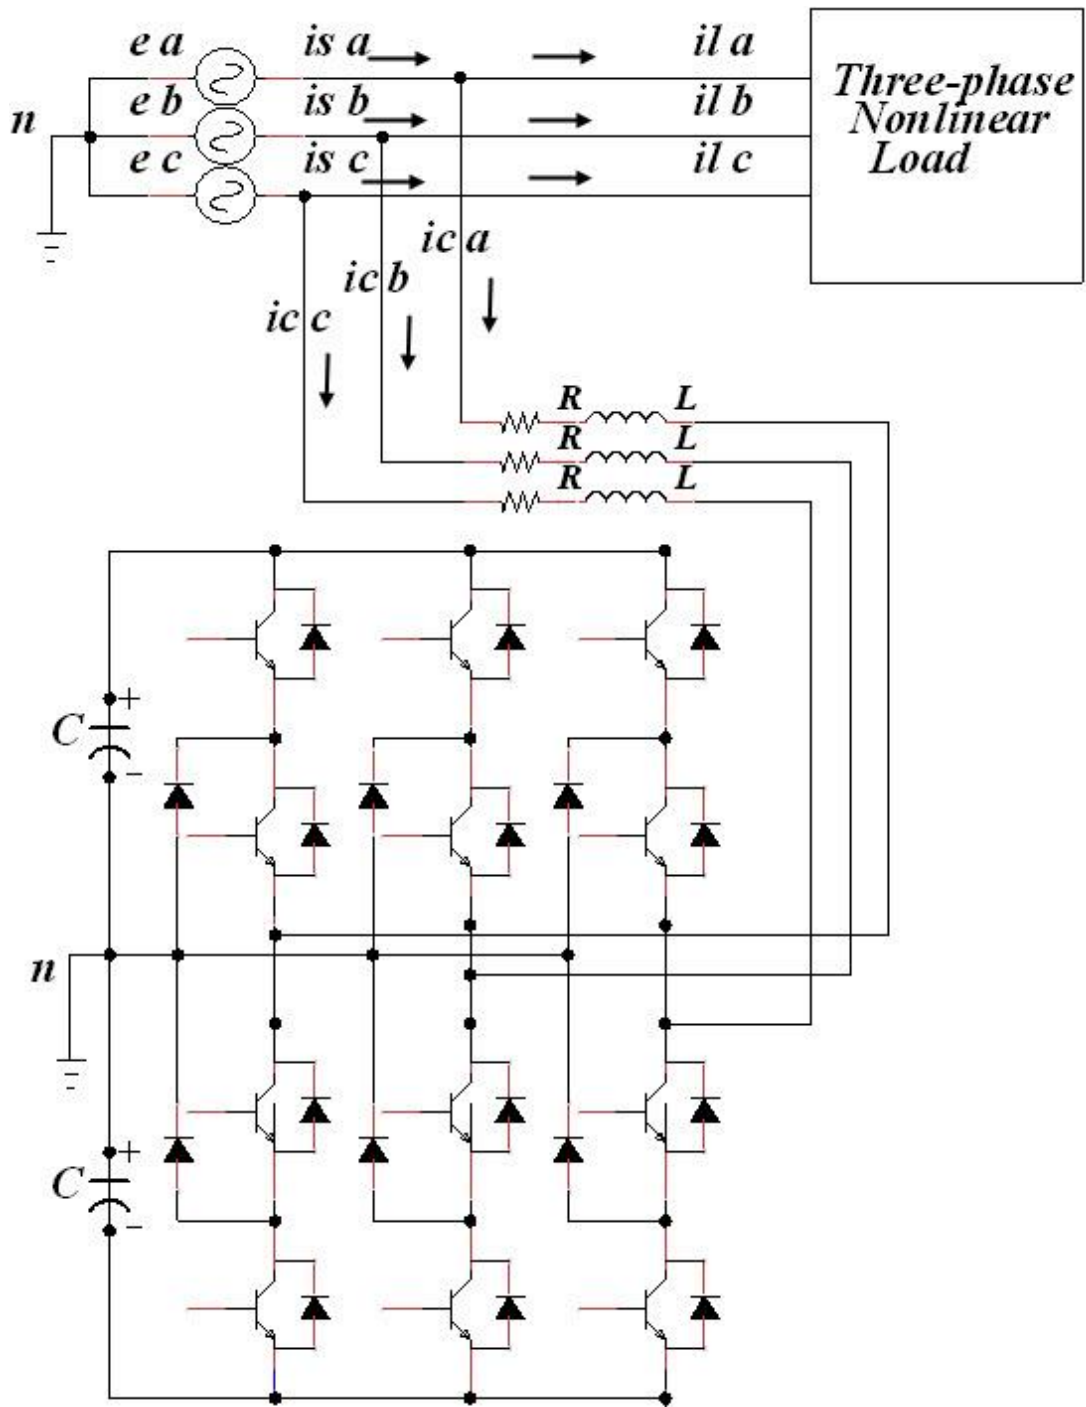 e a is a il a
Three-phase
Nonlinear
Load
e b is b il b
n
e c is c il c
ic a
ic b
ic c
R L
R L
R L
+
C
-
n
+
C
-